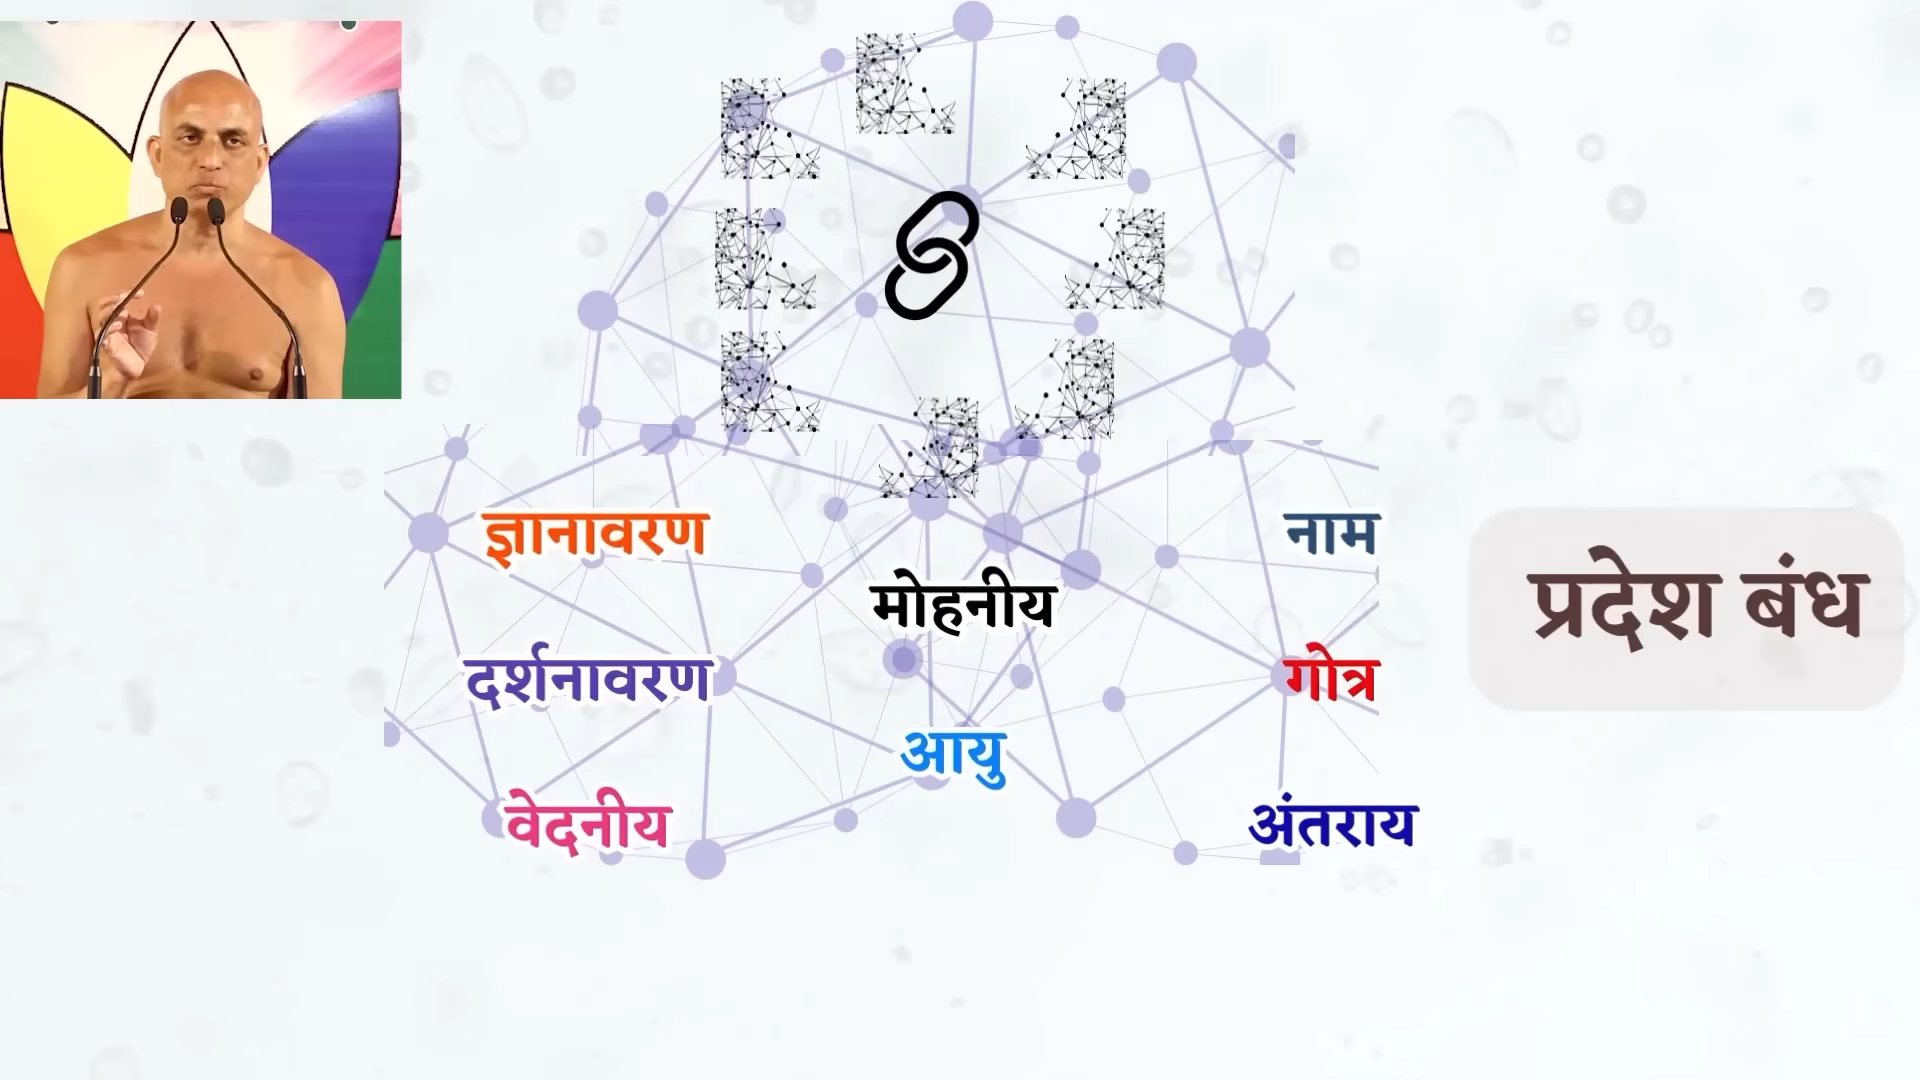 ज्ञानावरण
नाम
मोहनीय
प्रदेश बंध
दर्शनावरण
गोत्र
आयु
वेदनीय
अंतराय